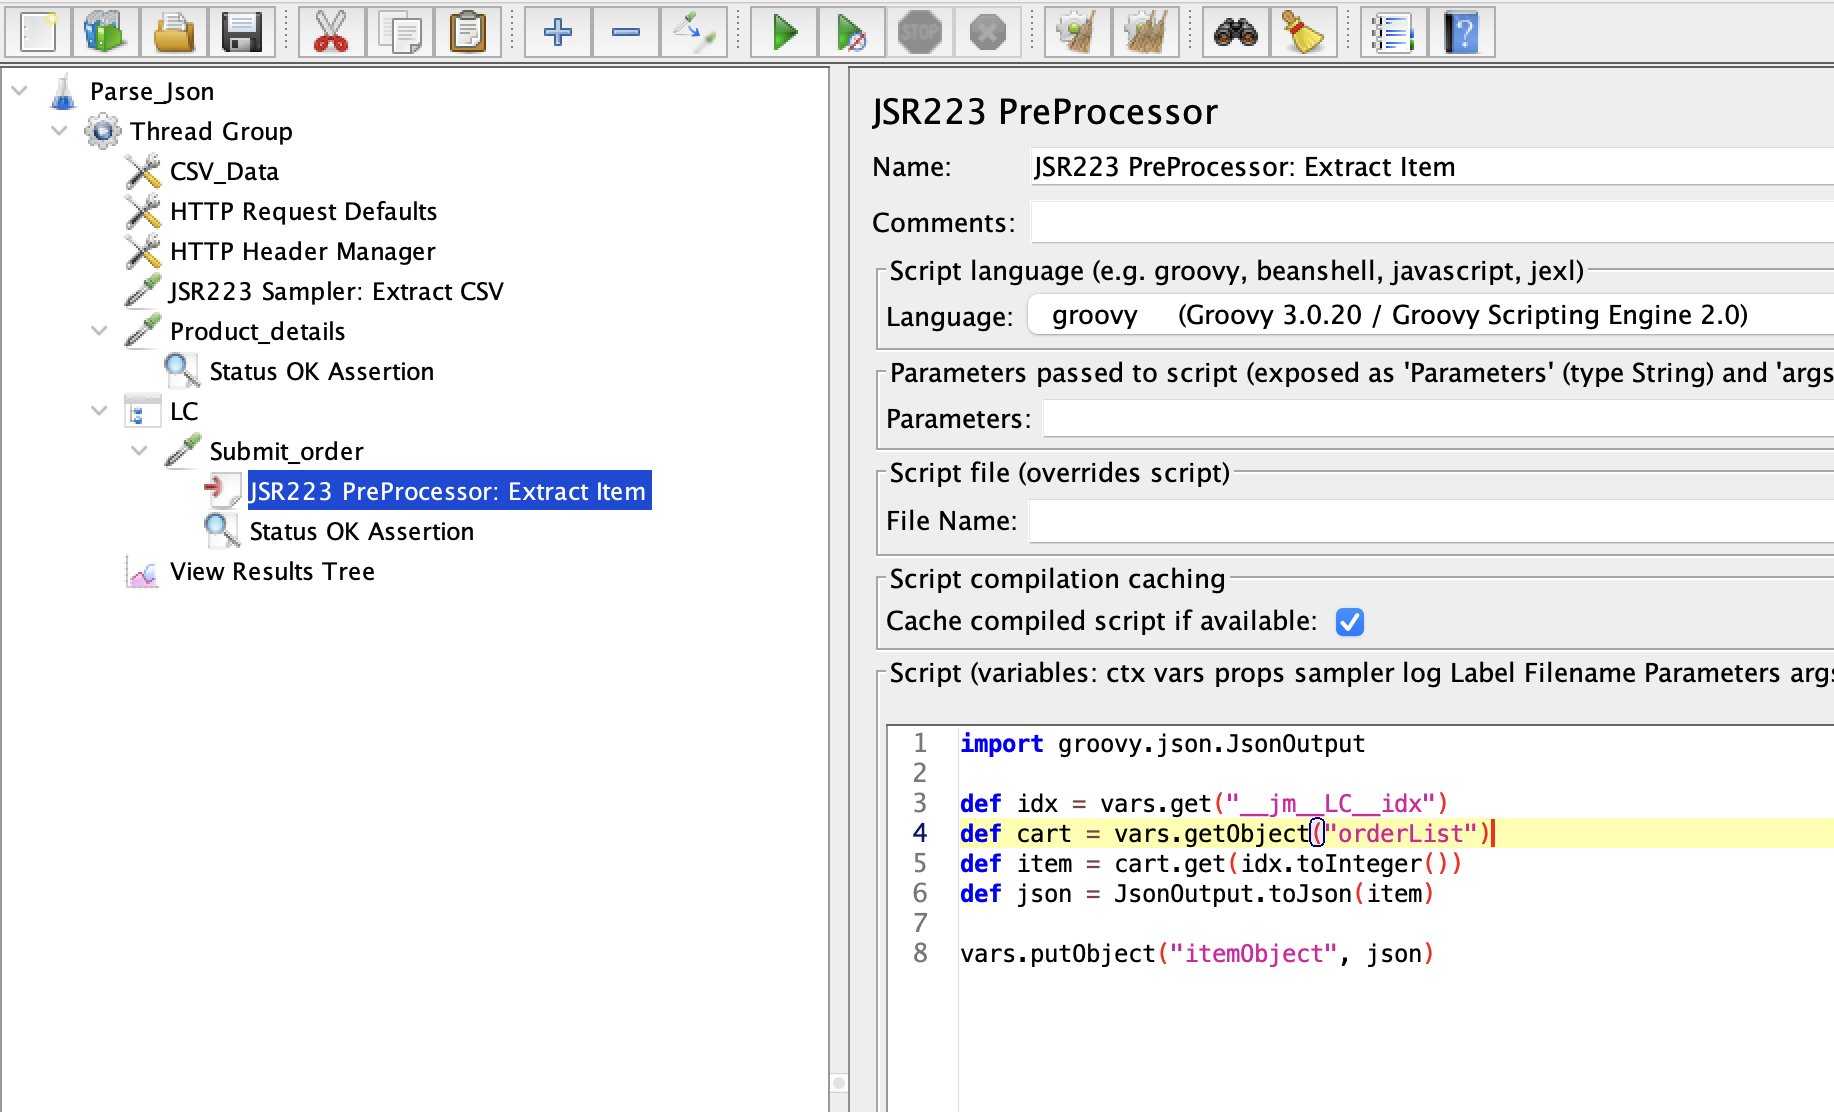 STOP
Parse_Json
Thread Group
CSV_Data
HTTP Request Defaults
HTTP Header Manager
JSR223 Sampler: Extract CSV
Product_details
Status OK Assertion
LC
Submit_order
JSR223 PreProcessor: Extract Item
Status OK Assertion
View Results Tree
JSR223 PreProcessor
Name: JSR223 PreProcessor: Extract Item
Comments:
Script language (e.g. groovy, beanshell, javascript, jexl)
Language: groovy (Groovy 3.0.20 / Groovy Scripting Engine 2.0)
Parameters passed to script (exposed as 'Parameters' (type String) and 'args
Parameters:
Script file (overrides script)
File Name:
Script compilation caching
Cache compiled script if available:
Script (variables: ctx vars props sampler log Label Filename Parameters args
1 import groovy.json.JsonOutput
2
3 def idx = vars.get("__jm__LC__idx")
4 def cart = vars.getObject("orderList")
5 def item = cart.get(idx.toInteger())
6 def json = JsonOutput.toJson(item)
7
8 vars.putObject("itemObject", json)